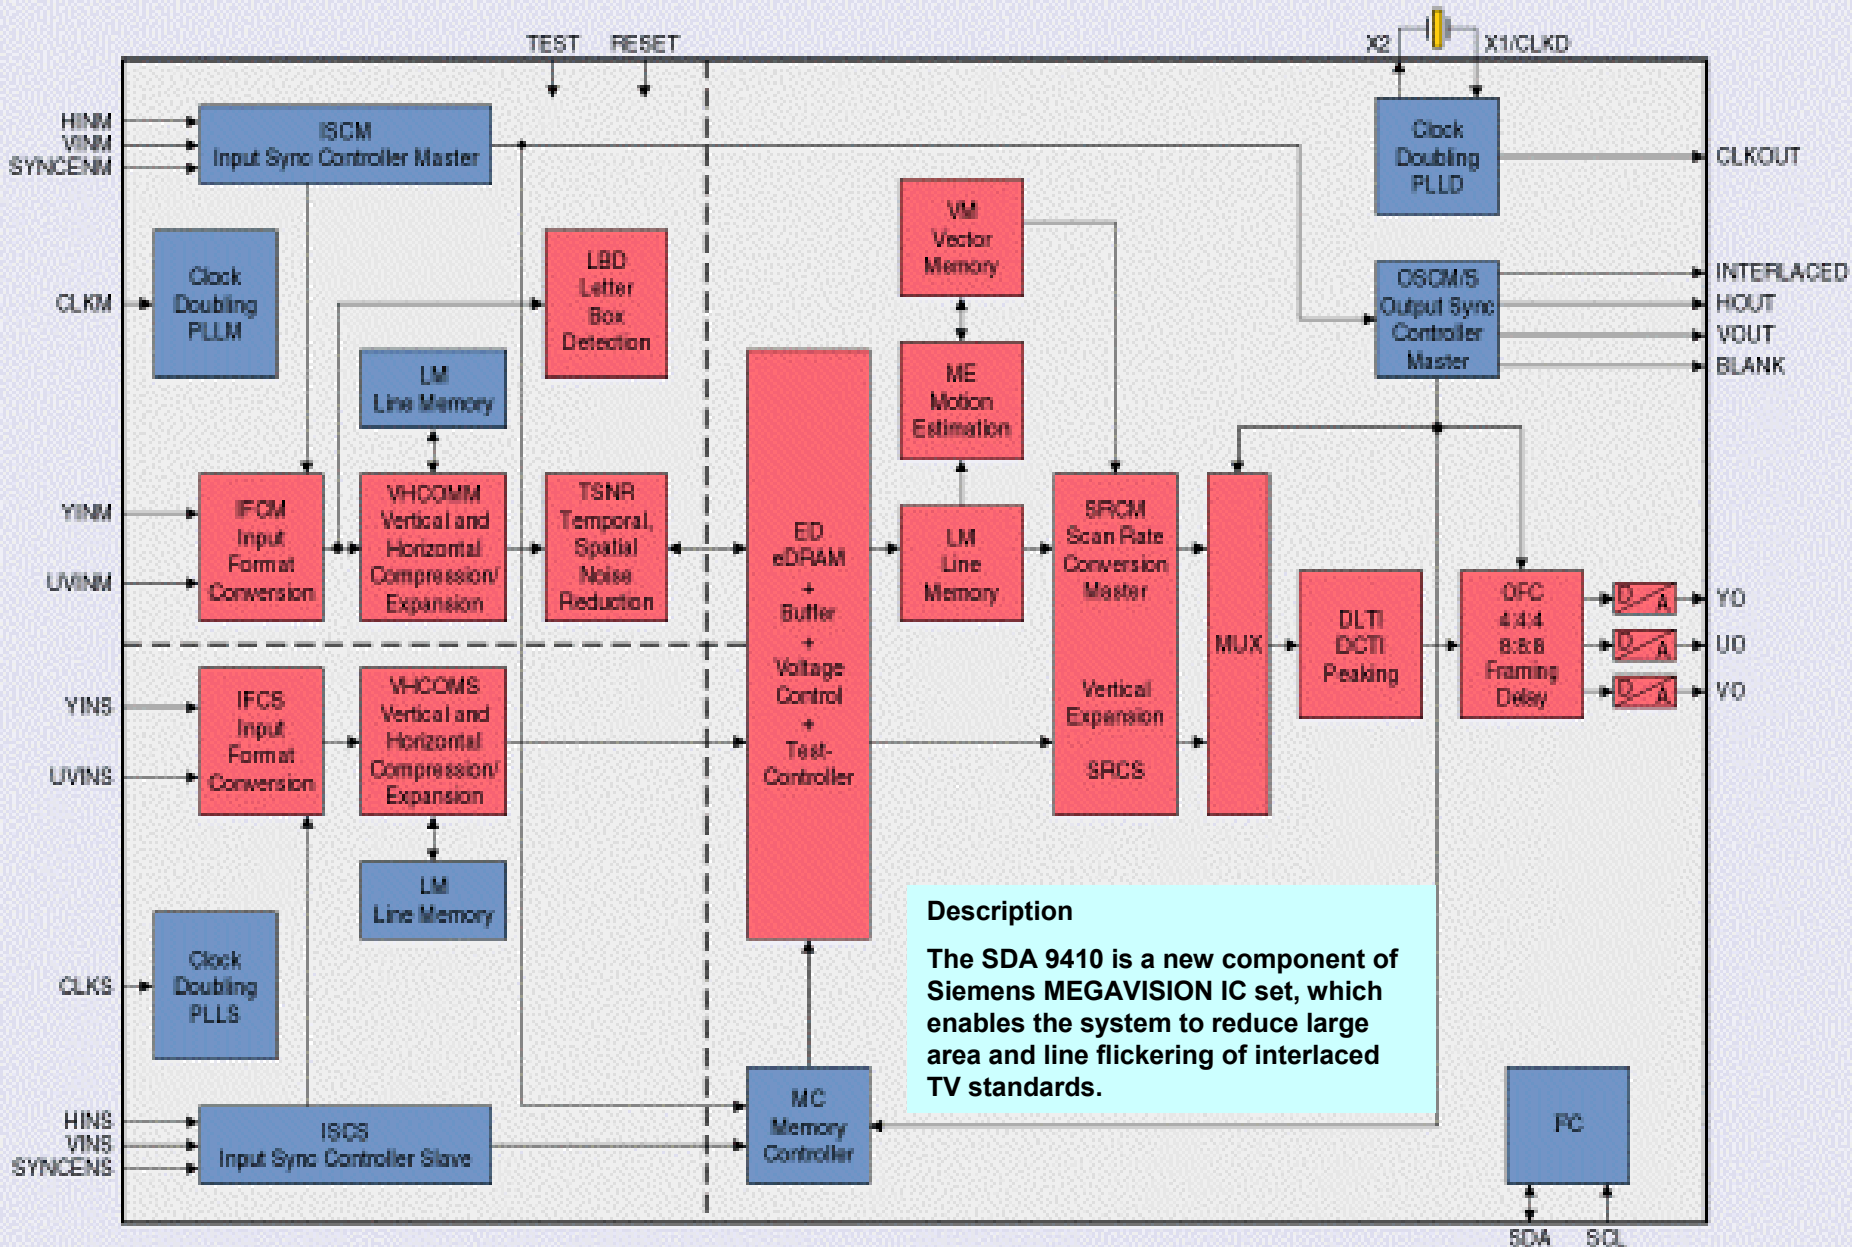 TEST
RESET
X2
X1/CLKD
HINM
VINM
SYNCENM
ISCM
Input Sync Controller Master
Clock
Doubling
PLLD
CLKOUT
CLKM
Clock
Doubling
PLLM
LBD
Letter
Box
Detection
VM
Vector
Memory
OSCM/S
Output Sync
Controller
Master
INTERLACED
HOUT
VOUT
BLANK
LM
Line Memory
ME
Motion
Estimation
YINM
UVINM
IFCM
Input
Format
Conversion
VHCOMM
Vertical and
Horizontal
Compression/
Expansion
TSNR
Temporal,
Spatial
Noise
Reduction
ED
eDRAM
+
Buffer
+
Voltage
Control
+
Test-
Controller
LM
Line
Memory
SRCM
Scan Rate
Conversion
Master
Vertical
Expansion
SRCS
MUX
DLTI
DCTI
Peaking
OFC
4:4:4
8:8:8
Framing
Delay
D/A
D/A
D/A
YO
UO
VO
YINS
UVINS
IFCS
Input
Format
Conversion
VHCOMS
Vertical and
Horizontal
Compression/
Expansion
LM
Line Memory
CLKS
Clock
Doubling
PLLS
Description
The SDA 9410 is a new component of
Siemens MEGAVISION IC set, which
enables the system to reduce large
area and line flickering of interlaced
TV standards.
HINS
VINS
SYNCENS
ISCS
Input Sync Controller Slave
MC
Memory
Controller
I²C
SDA
SCL